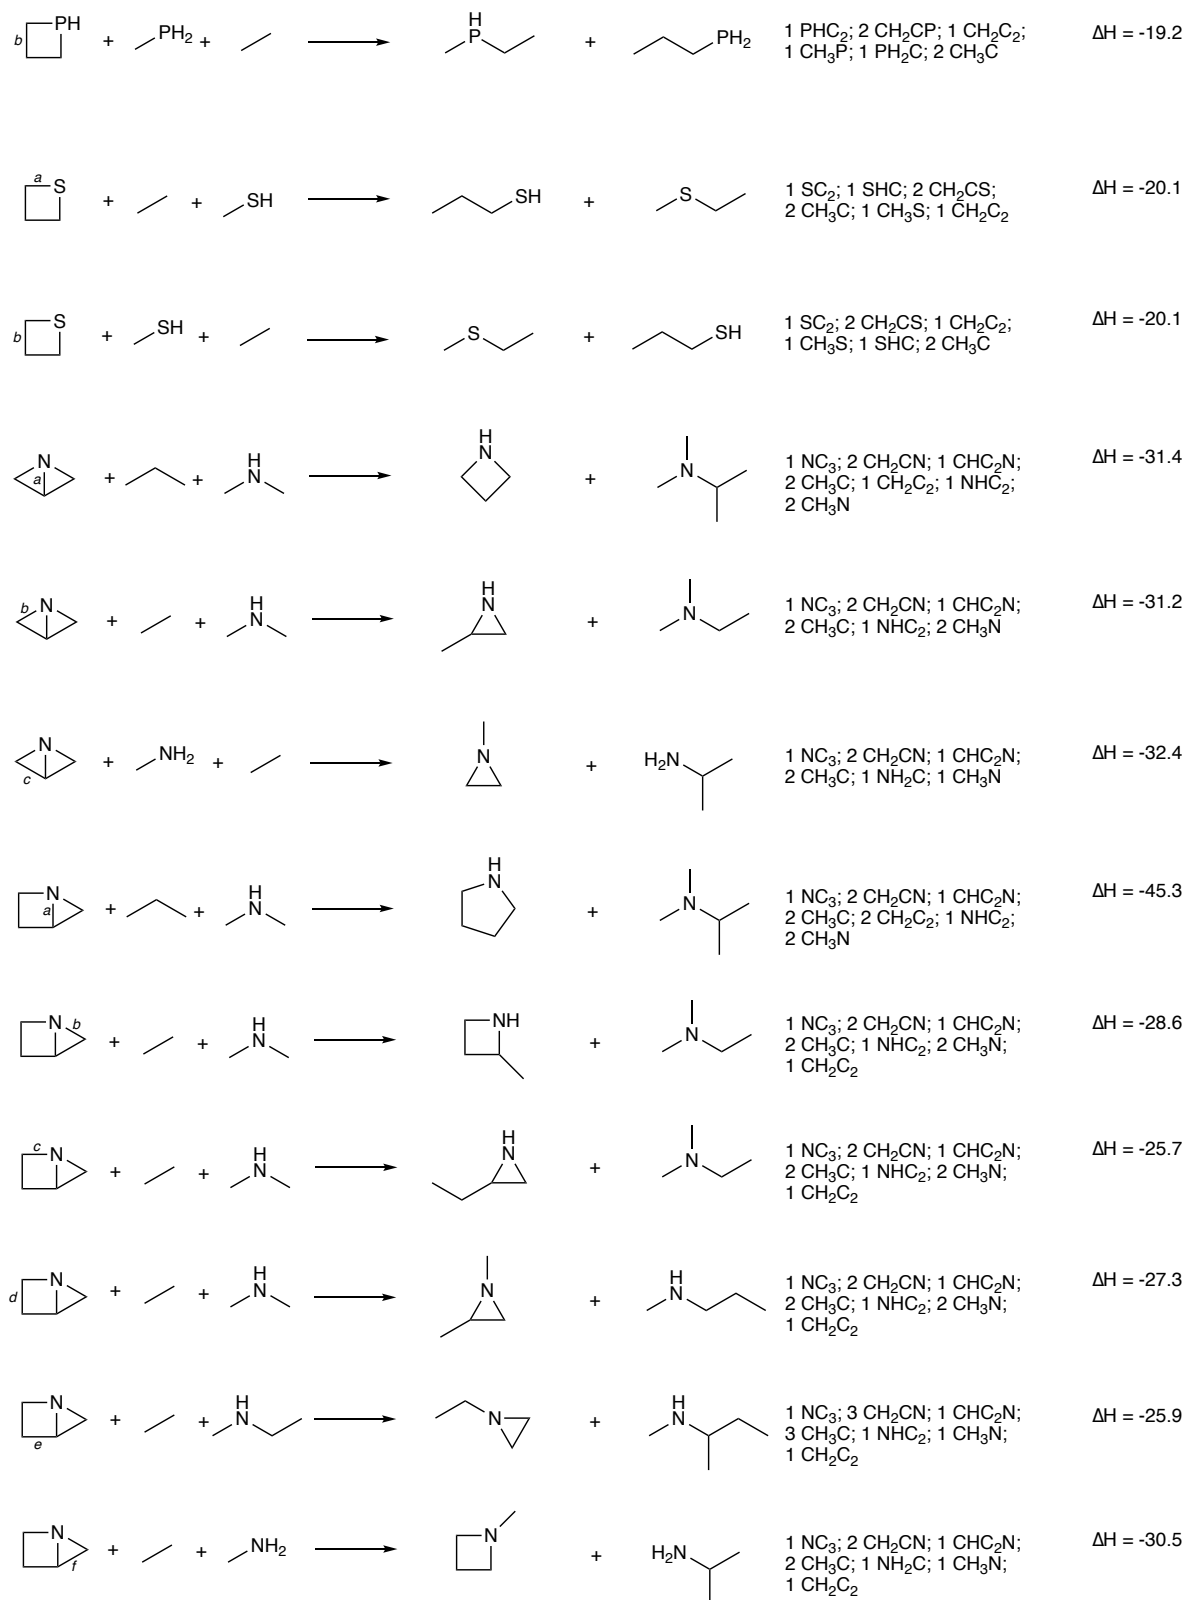 b PH + PH2 + H P + PH2 1 PHC2; 2 CH2CP; 1 CH2C2; ΔH = -19.2
1 CH3P; 1 PH2C; 2 CH3C
a S + + SH SH + S 1 SC2; 1 SHC; 2 CH2CS; ΔH = -20.1
2 CH3C; 1 CH3S; 1 CH2C2
b S + SH + S + SH 1 SC2; 2 CH2CS; 1 CH2C2; ΔH = -20.1
1 CH3S; 1 SHC; 2 CH3C
N a + + H N H N + N 1 NC3; 2 CH2CN; 1 CHC2N; ΔH = -31.4
2 CH3C; 1 CH2C2; 1 NHC2;
2 CH3N
b N + + H N H N + N 1 NC3; 2 CH2CN; 1 CHC2N; ΔH = -31.2
2 CH3C; 1 NHC2; 2 CH3N
N c + NH2 + N + H2N 1 NC3; 2 CH2CN; 1 CHC2N; ΔH = -32.4
2 CH3C; 1 NH2C; 1 CH3N
N a + + H N H N + N 1 NC3; 2 CH2CN; 1 CHC2N; ΔH = -45.3
2 CH3C; 2 CH2C2; 1 NHC2;
2 CH3N
N b + + H N NH + N 1 NC3; 2 CH2CN; 1 CHC2N; ΔH = -28.6
2 CH3C; 1 NHC2; 2 CH3N;
1 CH2C2
c N + + H N H N + N 1 NC3; 2 CH2CN; 1 CHC2N; ΔH = -25.7
2 CH3C; 1 NHC2; 2 CH3N;
1 CH2C2
d N + + H N N + H N 1 NC3; 2 CH2CN; 1 CHC2N; ΔH = -27.3
2 CH3C; 1 NHC2; 2 CH3N;
1 CH2C2
N e + + H N N + H N 1 NC3; 3 CH2CN; 1 CHC2N; ΔH = -25.9
3 CH3C; 1 NHC2; 1 CH3N;
1 CH2C2
N f + + NH2 N + H2N 1 NC3; 2 CH2CN; 1 CHC2N; ΔH = -30.5
2 CH3C; 1 NH2C; 1 CH3N;
1 CH2C2